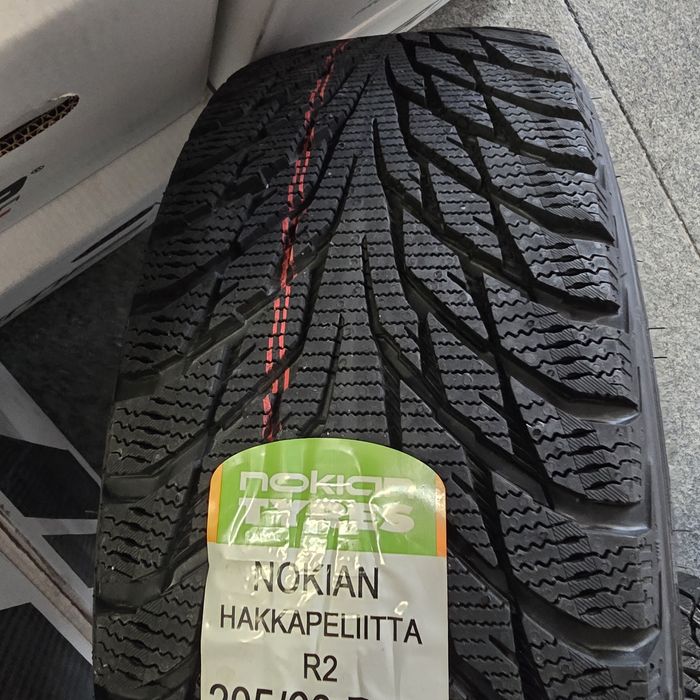 nokian
TYRES
NOKIAN
HAKKAPELIITTA
R2
®